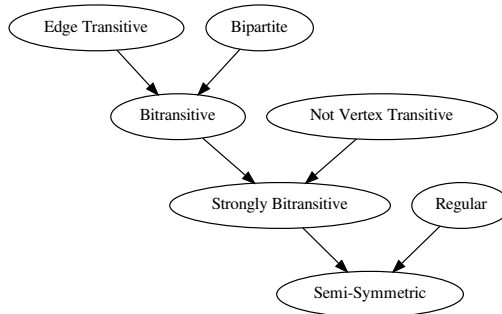 Edge Transitive
Bipartite
Bitransitive
Not Vertex Transitive
Strongly Bitransitive
Regular
Semi-Symmetric